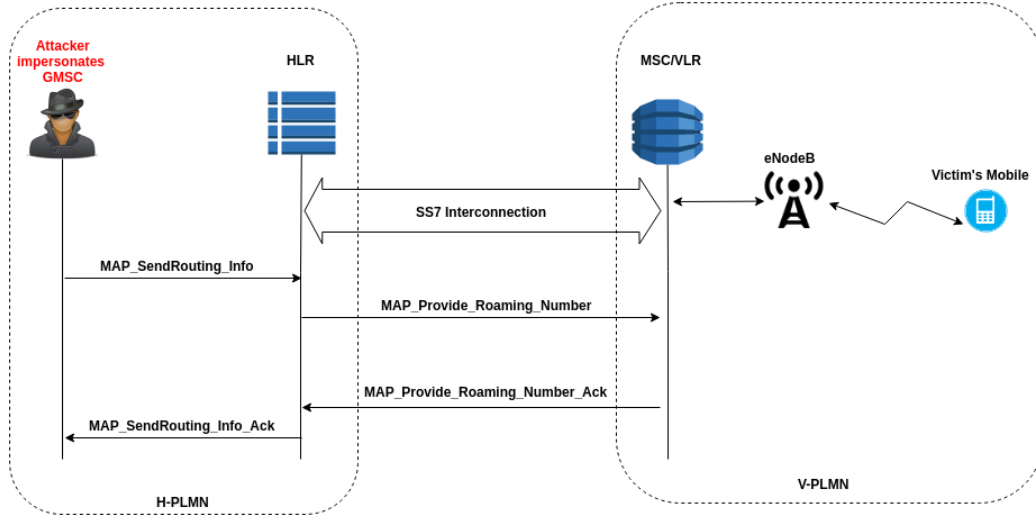 Attacker
impersonates
GMSC
HLR
MSC/VLR
eNodeB
Victim's Mobile
SS7 Interconnection
MAP_SendRouting_Info
MAP_Provide_Roaming_Number
MAP_Provide_Roaming_Number_Ack
MAP_SendRouting_Info_Ack
H-PLMN
V-PLMN